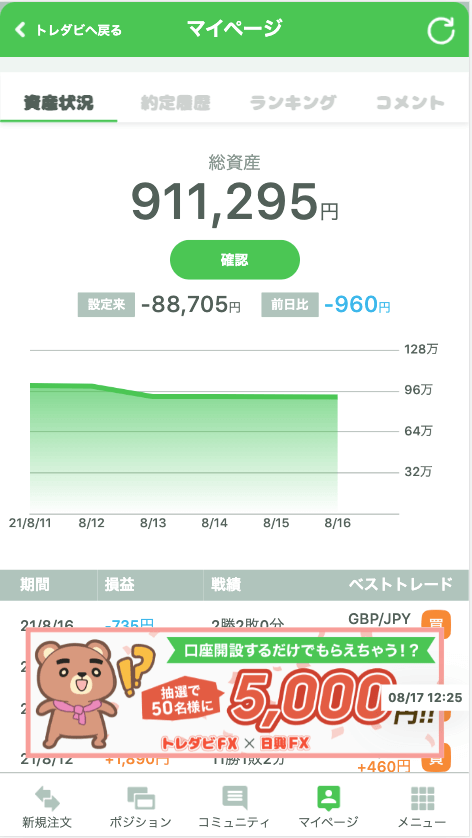 トレダビへ戻る
マイページ
資産状況 約定履歴 ランキング コメント
総資産
911,295円
確認
設定来 -88,705円 前日比 -960円
128万
96万
64万
32万
21/8/11 8/12 8/13 8/14 8/15 8/16
期間 損益 戦績 ベストトレード
21/8/16 -735円 2勝2敗0分 GBP/JPY 買
口座開設するだけでもらえちゃう!?
抽選で
50名様に
5,000円!!
08/17 12:25
トレダビFX × 日興FX
21/8/12 +1,890円 11勝1敗2分 +460円 買
新規注文 ポジション コミュニティ マイページ メニュー